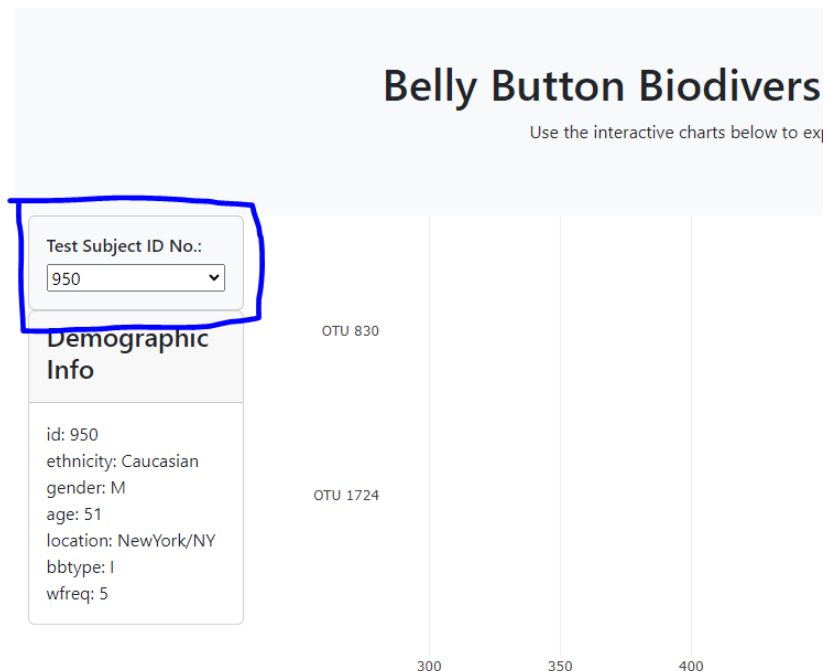 Belly Button Biodivers
Use the interactive charts below to exp
Test Subject ID No.:
950
Demographic
Info
id: 950
ethnicity: Caucasian
gender: M
age: 51
location: NewYork/NY
bbtype: I
wfreq: 5
OTU 830
OTU 1724
300 350 400